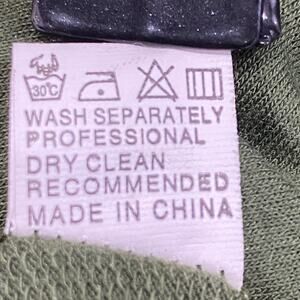 30°C
WASH SEPARATELY
PROFESSIONAL
DRY CLEAN
RECOMMENDED
MADE IN CHINA